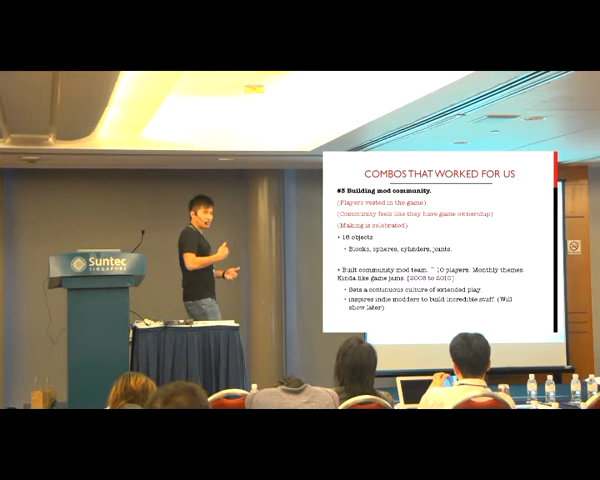 COMBOS THAT WORKED FOR US
#3 Building mod community.
(Players vested in the game)
(Community feels like they have game ownership)
(Making is celebrated)
• 16 objects
• Blocks, spheres, cylinders, joints.
• Built community mod team. ~ 10 players. Monthly themes.
Kinda like game jams. [2008 to 2010]
• Sets a continuous culture of extended play.
• inspires indie modders to build incredible stuff. (Will
show later)
Suntec
SINGAPORE